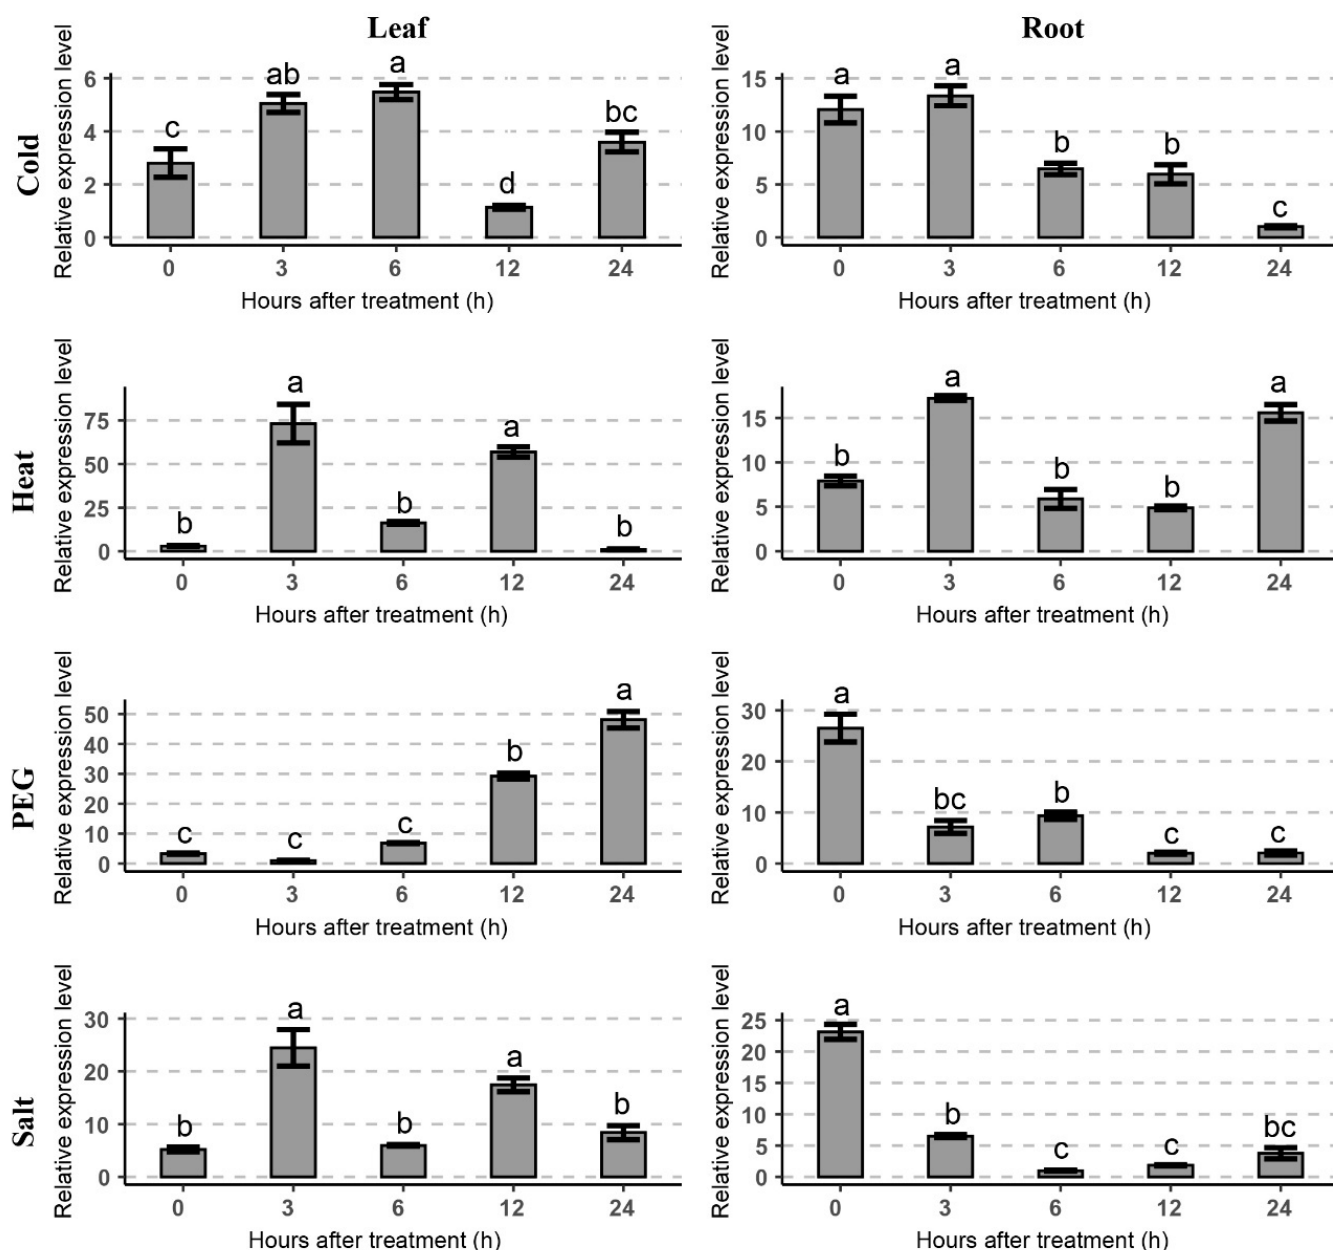 Leaf
Root
Cold
Relative expression level
6
4
2
0
c
ab
a
d
bc
0 3 6 12 24
Hours after treatment (h)
Relative expression level
15
10
5
0
a
a
b
b
c
0 3 6 12 24
Hours after treatment (h)
Heat
Relative expression level
75
50
25
0
b
a
b
a
b
0 3 6 12 24
Hours after treatment (h)
Relative expression level
15
10
5
0
b
a
b
b
a
0 3 6 12 24
Hours after treatment (h)
PEG
Relative expression level
50
40
30
20
10
0
c
c
c
b
a
0 3 6 12 24
Hours after treatment (h)
Relative expression level
30
20
10
0
a
bc
b
c
c
0 3 6 12 24
Hours after treatment (h)
Salt
Relative expression level
30
20
10
0
b
a
b
a
b
0 3 6 12 24
Hours after treatment (h)
Relative expression level
25
20
15
10
5
0
a
b
c
c
bc
0 3 6 12 24
Hours after treatment (h)